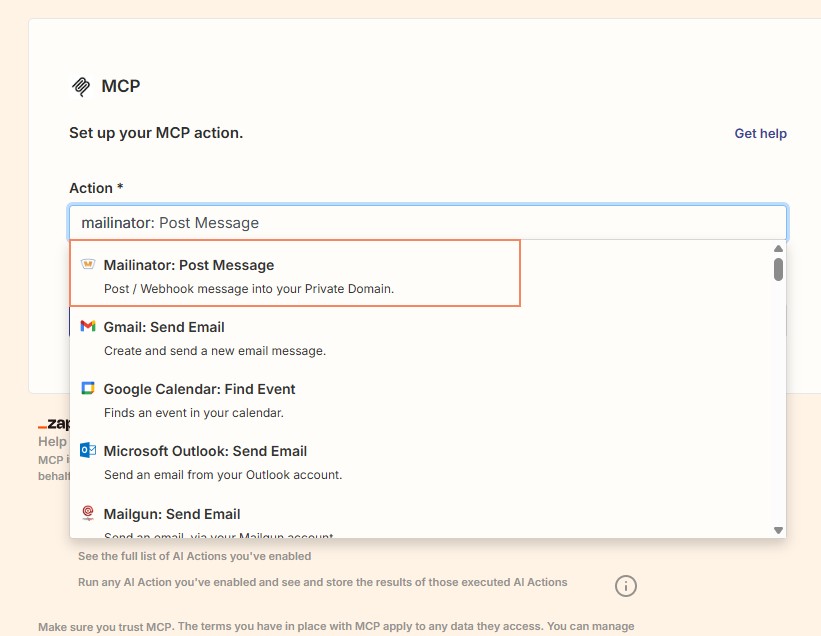 MCP
Set up your MCP action.
Get help
Action *
mailinator: Post Message
Mailinator: Post Message
Post / Webhook message into your Private Domain.
Gmail: Send Email
Create and send a new email message.
Google Calendar: Find Event
Finds an event in your calendar.
Microsoft Outlook: Send Email
Send an email from your Outlook account.
Mailgun: Send Email
Send an email, via your Mailgun account.
_zap
Help
MCP i
behalf
See the full list of AI Actions you've enabled
Run any AI Action you've enabled and see and store the results of those executed AI Actions
Make sure you trust MCP. The terms you have in place with MCP apply to any data they access. You can manage